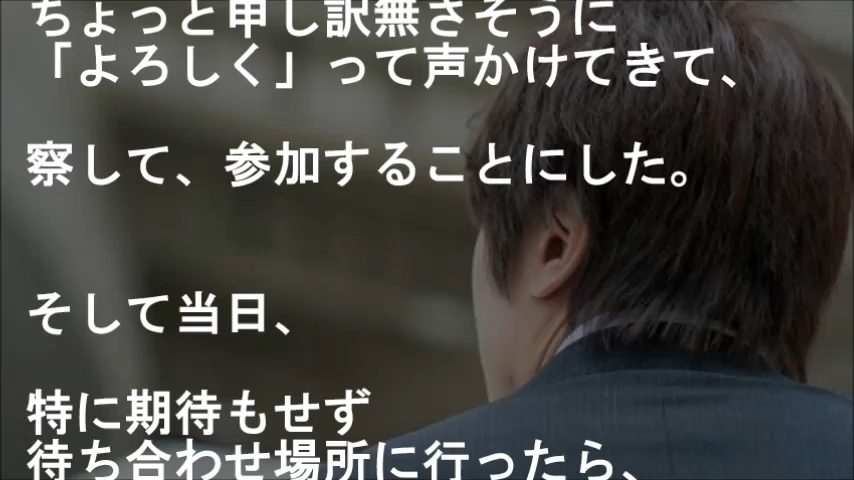 ちょっと申し訳無さそうに
「よろしく」って声かけてきて、
察して、参加することにした。
そして当日、
特に期待もせず
待ち合わせ場所に行ったら、